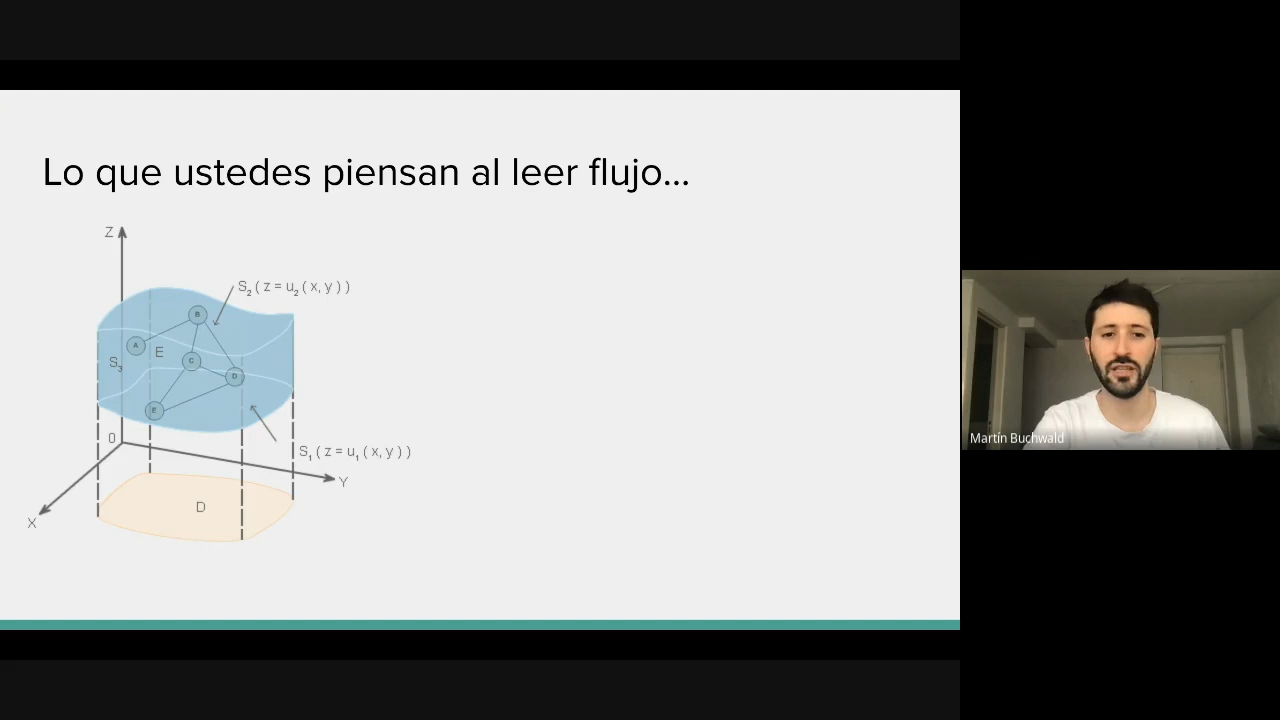 Lo que ustedes piensan al leer flujo...
Z
S2 ( z = u2 ( x, y ) )
B
A
E
S3
C
D
E
0
S1 ( z = u1 ( x, y ) )
Y
D
X
Martín Buchwald